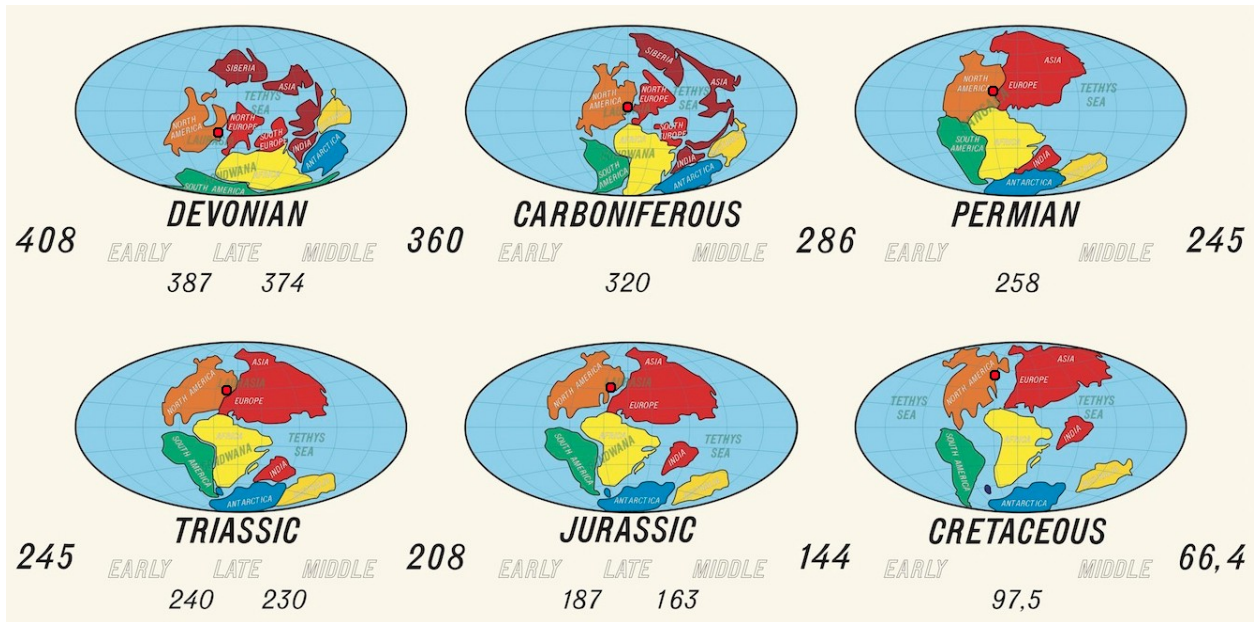 SIBERIA
ASIA
TETHYS
SEA
NORTH
AMERICA
NORTH
EUROPE
SOUTH
EUROPE
INDIA
ANTARCTICA
SOUTH AMERICA
DEVONIAN
408
EARLY LATE MIDDLE
387 374
360
SIBERIA
ASIA
NORTH
AMERICA
NORTH
EUROPE
TETHYS
SEA
SOUTH
EUROPE
INDIA
SOUTH
AMERICA
ANTARCTICA
CARBONIFEROUS
EARLY
320
286
ASIA
NORTH
AMERICA
EUROPE
TETHYS
SEA
SOUTH
AMERICA
INDIA
ANTARCTICA
PERMIAN
EARLY MIDDLE
258
245
ASIA
NORTH AMERICA
EUROPE
AFRICA
SOUTH AMERICA
TETHYS
SEA
INDIA
ANTARCTICA
TRIASSIC
245
EARLY LATE MIDDLE
240 230
208
ASIA
NORTH AMERICA
EUROPE
AFRICA
SOUTH AMERICA
TETHYS
SEA
INDIA
ANTARCTICA
JURASSIC
EARLY LATE MIDDLE
187 163
144
ASIA
NORTH AMERICA
EUROPE
TETHYS
SEA
TETHYS
SEA
AFRICA
INDIA
SOUTH AMERICA
ANTARCTICA
CRETACEOUS
EARLY MIDDLE
97,5
66,4